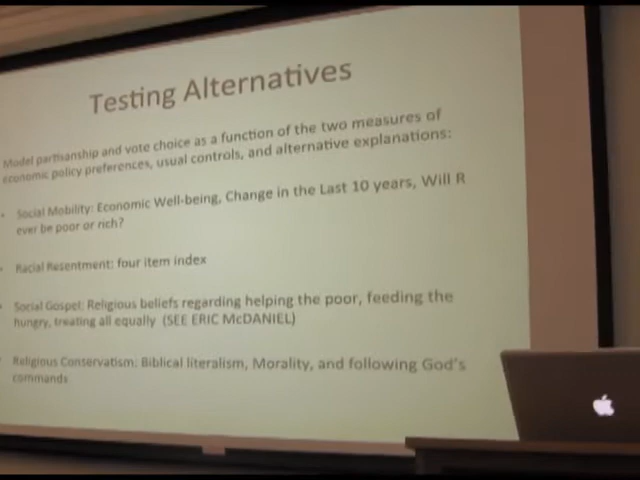 Testing Alternatives
Model partisanship and vote choice as a function of the two measures of
economic policy preferences, usual controls, and alternative explanations:
• Social Mobility: Economic Well-being, Change in the Last 10 years, Will R
ever be poor or rich?
• Racial Resentment: four item index
• Social Gospel: Religious beliefs regarding helping the poor, feeding the
hungry, treating all equally (SEE ERIC McDANIEL)
• Religious Conservatism: Biblical literalism, Morality, and following God's
commands